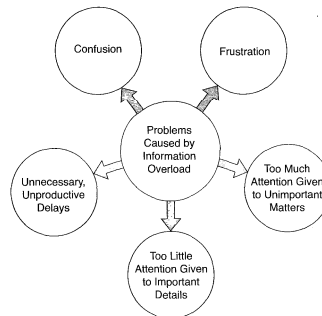 Confusion
Frustration
Problems
Caused by
Information
Overload
Unnecessary,
Unproductive
Delays
Too Much
Attention Given
to Unimportant
Matters
Too Little
Attention Given
to Important
Details